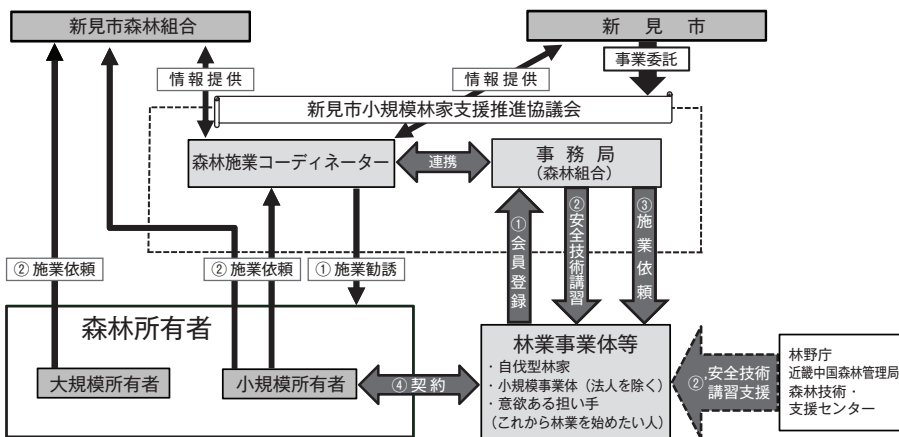 新見市森林組合
新見市
事業委託
情報提供
情報提供
新見市小規模林家支援推進協議会
森林施業コーディネーター
連携
事務局
(森林組合)
①会員登録
②安全技術講習
③施業依頼
②施業依頼
②施業依頼
①施業勧誘
森林所有者
大規模所有者
小規模所有者
④契約
林業事業体等
・自伐型林家
・小規模事業体（法人を除く）
・意欲ある担い手
（これから林業を始めたい人）
②'安全技術
講習支援
林野庁
近畿中国森林管理局
森林技術・
支援センター